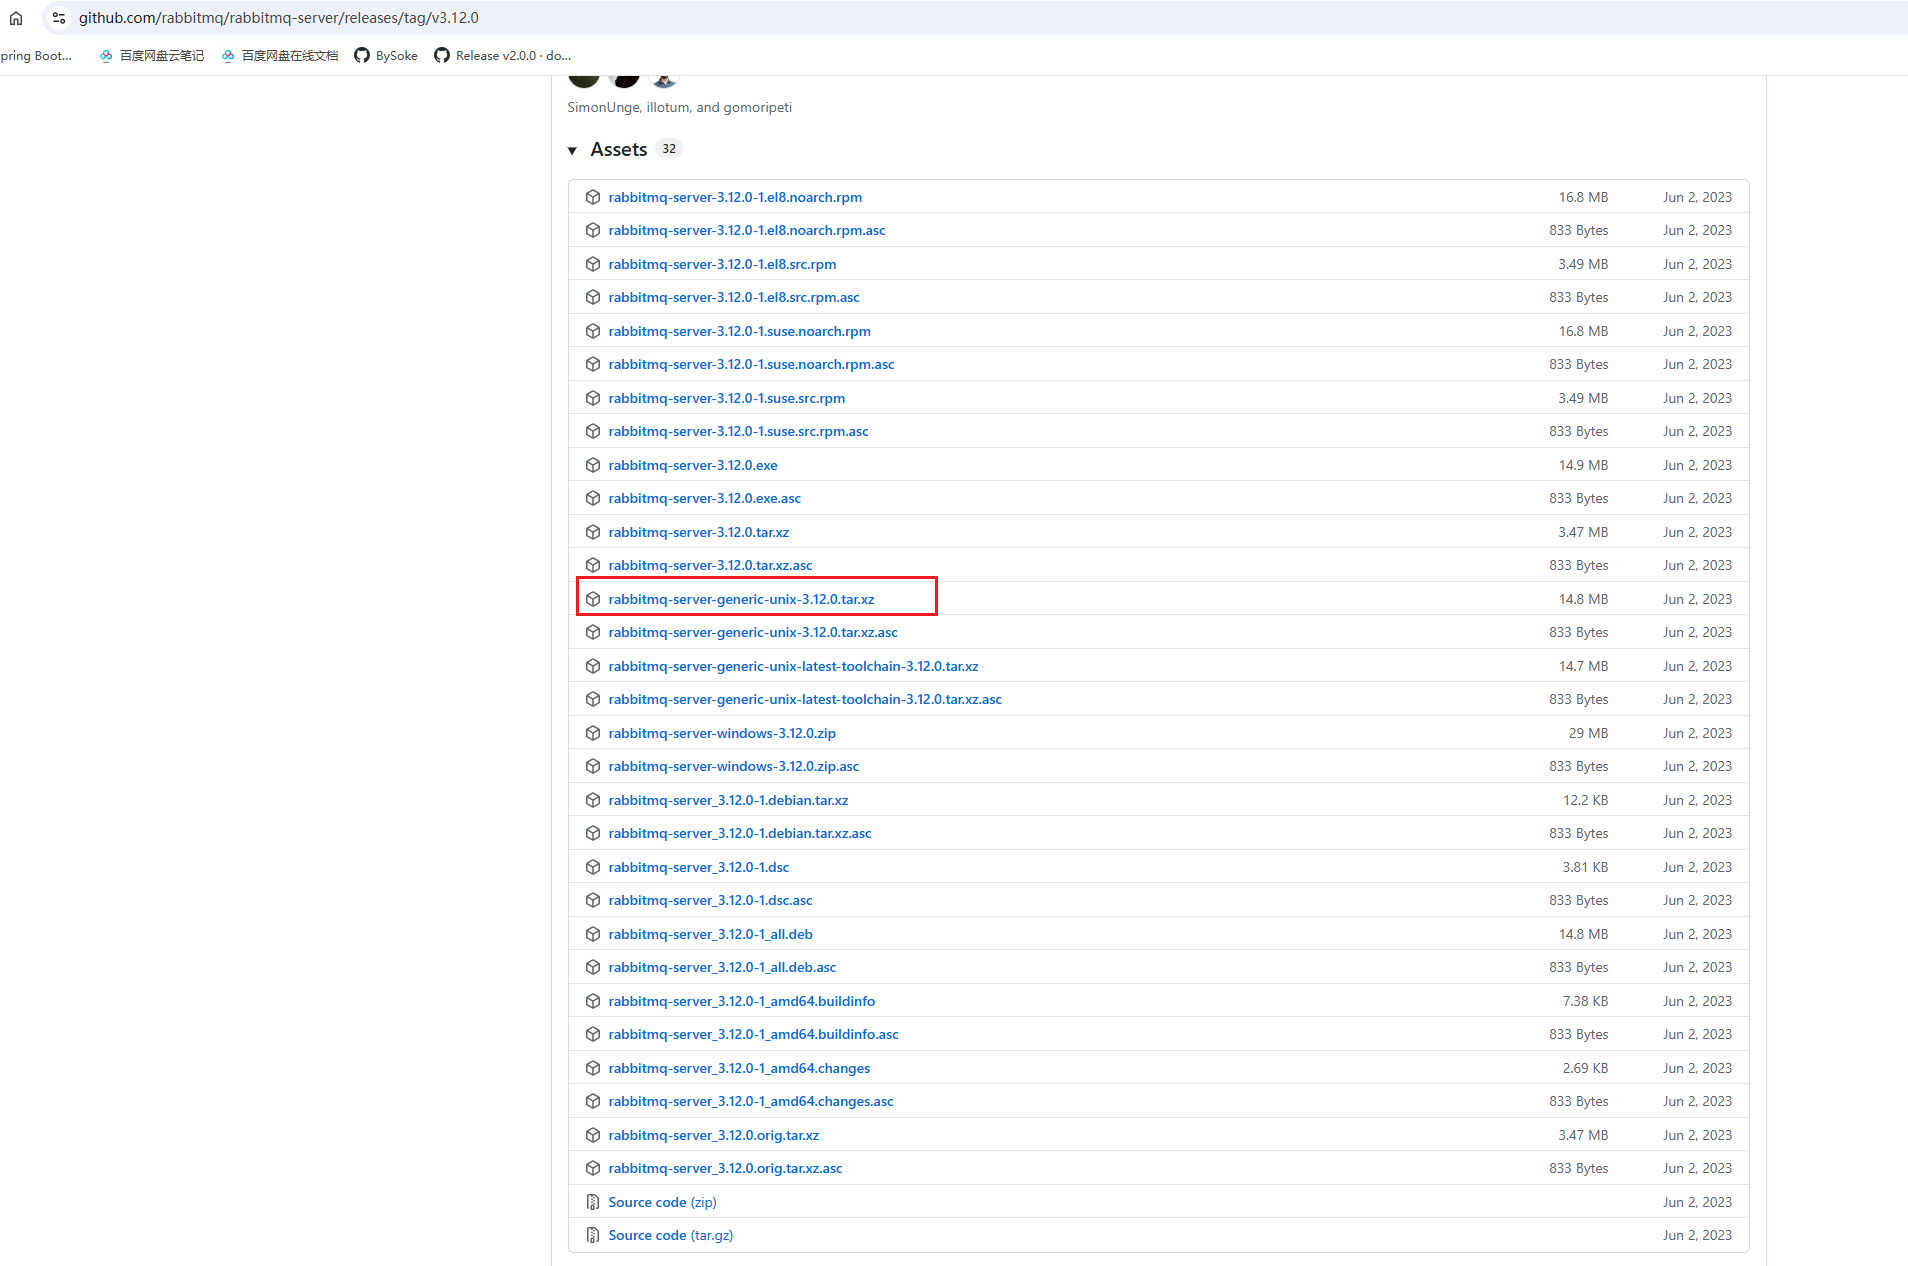 github.com/rabbitmq/rabbitmq-server/releases/tag/v3.12.0
pring Boot... 百度网盘云笔记 百度网盘在线文档 BySoke Release v2.0.0 · do...
SimonUnge, illotum, and gomoripeti
Assets 32
rabbitmq-server-3.12.0-1.el8.noarch.rpm 16.8 MB Jun 2, 2023
rabbitmq-server-3.12.0-1.el8.noarch.rpm.asc 833 Bytes Jun 2, 2023
rabbitmq-server-3.12.0-1.el8.src.rpm 3.49 MB Jun 2, 2023
rabbitmq-server-3.12.0-1.el8.src.rpm.asc 833 Bytes Jun 2, 2023
rabbitmq-server-3.12.0-1.suse.noarch.rpm 16.8 MB Jun 2, 2023
rabbitmq-server-3.12.0-1.suse.noarch.rpm.asc 833 Bytes Jun 2, 2023
rabbitmq-server-3.12.0-1.suse.src.rpm 3.49 MB Jun 2, 2023
rabbitmq-server-3.12.0-1.suse.src.rpm.asc 833 Bytes Jun 2, 2023
rabbitmq-server-3.12.0.exe 14.9 MB Jun 2, 2023
rabbitmq-server-3.12.0.exe.asc 833 Bytes Jun 2, 2023
rabbitmq-server-3.12.0.tar.xz 3.47 MB Jun 2, 2023
rabbitmq-server-3.12.0.tar.xz.asc 833 Bytes Jun 2, 2023
rabbitmq-server-generic-unix-3.12.0.tar.xz 14.8 MB Jun 2, 2023
rabbitmq-server-generic-unix-3.12.0.tar.xz.asc 833 Bytes Jun 2, 2023
rabbitmq-server-generic-unix-latest-toolchain-3.12.0.tar.xz 14.7 MB Jun 2, 2023
rabbitmq-server-generic-unix-latest-toolchain-3.12.0.tar.xz.asc 833 Bytes Jun 2, 2023
rabbitmq-server-windows-3.12.0.zip 29 MB Jun 2, 2023
rabbitmq-server-windows-3.12.0.zip.asc 833 Bytes Jun 2, 2023
rabbitmq-server_3.12.0-1.debian.tar.xz 12.2 KB Jun 2, 2023
rabbitmq-server_3.12.0-1.debian.tar.xz.asc 833 Bytes Jun 2, 2023
rabbitmq-server_3.12.0-1.dsc 3.81 KB Jun 2, 2023
rabbitmq-server_3.12.0-1.dsc.asc 833 Bytes Jun 2, 2023
rabbitmq-server_3.12.0-1_all.deb 14.8 MB Jun 2, 2023
rabbitmq-server_3.12.0-1_all.deb.asc 833 Bytes Jun 2, 2023
rabbitmq-server_3.12.0-1_amd64.buildinfo 7.38 KB Jun 2, 2023
rabbitmq-server_3.12.0-1_amd64.buildinfo.asc 833 Bytes Jun 2, 2023
rabbitmq-server_3.12.0-1_amd64.changes 2.69 KB Jun 2, 2023
rabbitmq-server_3.12.0-1_amd64.changes.asc 833 Bytes Jun 2, 2023
rabbitmq-server_3.12.0.orig.tar.xz 3.47 MB Jun 2, 2023
rabbitmq-server_3.12.0.orig.tar.xz.asc 833 Bytes Jun 2, 2023
Source code (zip) Jun 2, 2023
Source code (tar.gz) Jun 2, 2023